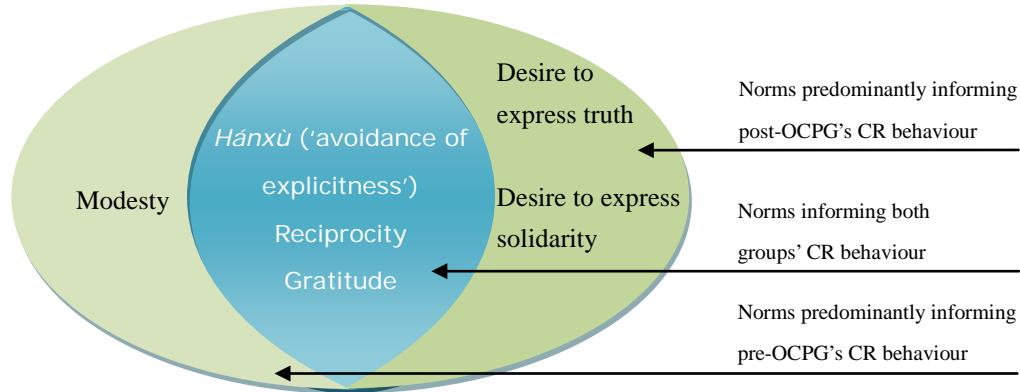 Modesty
Hánxù ('avoidance of
explicitness')
Reciprocity
Gratitude
Desire to
express truth
Desire to express
solidarity
Norms predominantly informing
post-OCPG's CR behaviour
Norms informing both
groups' CR behaviour
Norms predominantly informing
pre-OCPG's CR behaviour